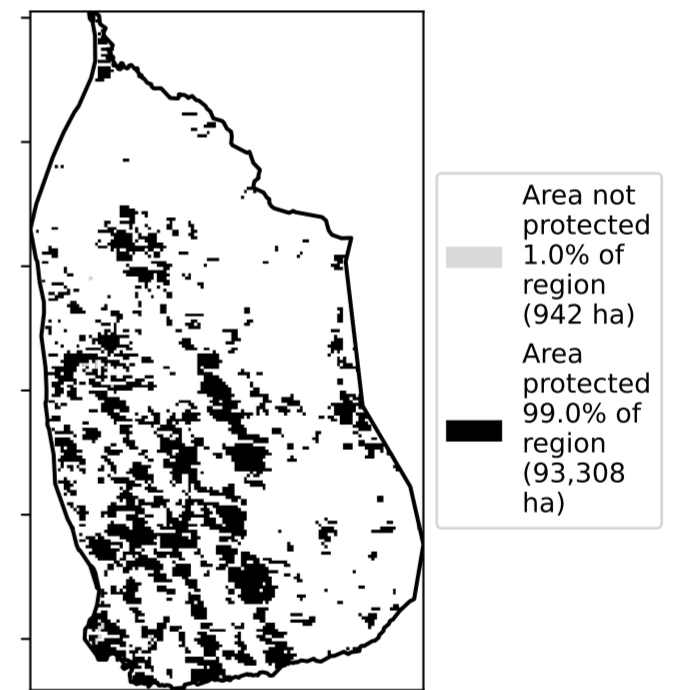 Area not
protected
1.0% of
region
(942 ha)
Area
protected
99.0% of
region
(93,308
ha)